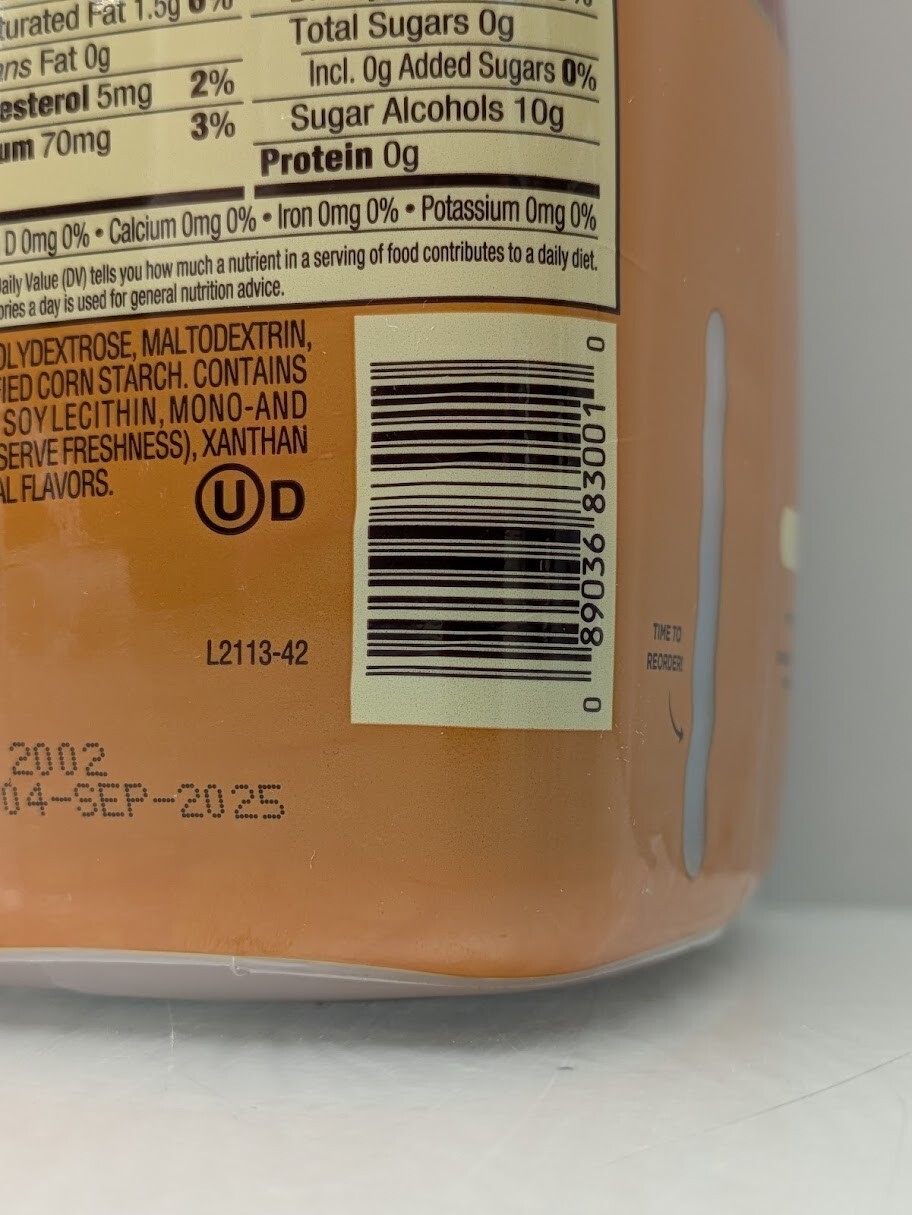 turated Fat 1.5g
ans Fat 0g
esterol 5mg 2%
um 70mg 3%
Total Sugars 0g
Incl. 0g Added Sugars 0%
Sugar Alcohols 10g
Protein 0g
D 0mg 0% • Calcium 0mg 0% • Iron 0mg 0% • Potassium 0mg 0%
aily Value (DV) tells you how much a nutrient in a serving of food contributes to a daily diet.
ories a day is used for general nutrition advice.
OLYDEXTROSE, MALTODEXTRIN,
FIED CORN STARCH. CONTAINS
SOY LECITHIN, MONO-AND
SERVE FRESHNESS), XANTHAN
AL FLAVORS.
U D
L2113-42
2002
04-SEP-2025
0 89036 83001 0
TIME TO
REORDER!